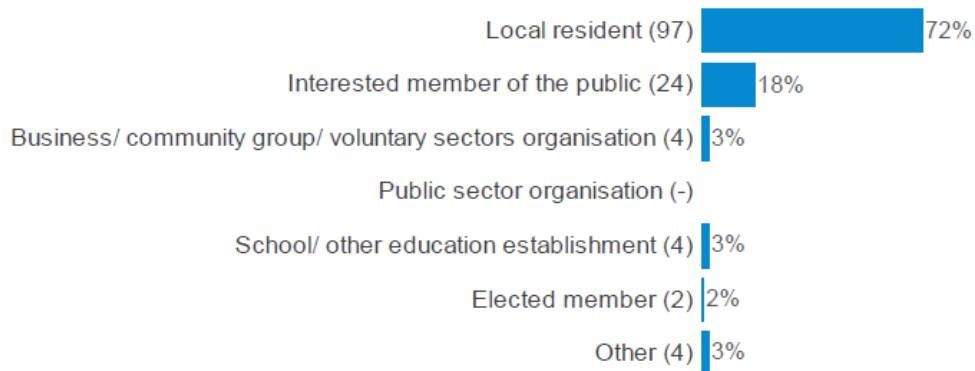 Local resident (97) 72%
Interested member of the public (24) 18%
Business/ community group/ voluntary sectors organisation (4) 3%
Public sector organisation (-)
School/ other education establishment (4) 3%
Elected member (2) 2%
Other (4) 3%